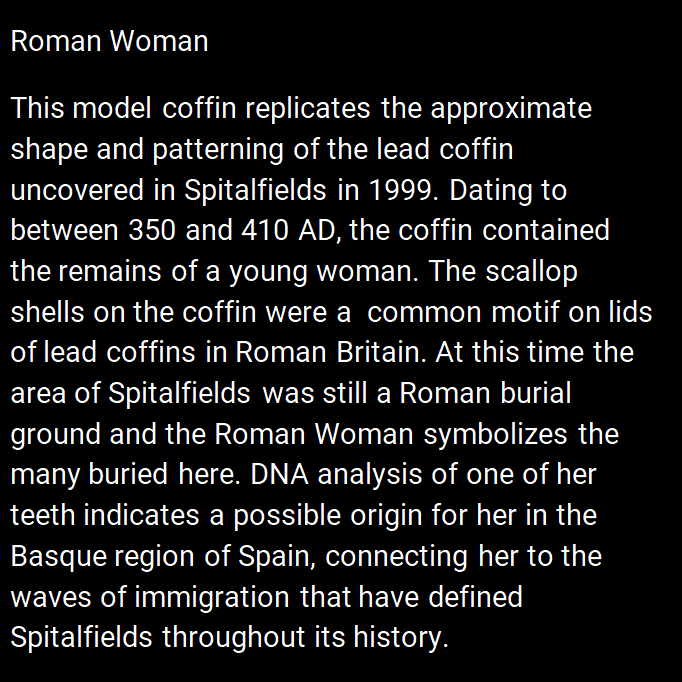 Roman Woman
This model coffin replicates the approximate
shape and patterning of the lead coffin
uncovered in Spitalfields in 1999. Dating to
between 350 and 410 AD, the coffin contained
the remains of a young woman. The scallop
shells on the coffin were a  common motif on lids
of lead coffins in Roman Britain. At this time the
area of Spitalfields was still a Roman burial
ground and the Roman Woman symbolizes the
many buried here. DNA analysis of one of her
teeth indicates a possible origin for her in the
Basque region of Spain, connecting her to the
waves of immigration that have defined
Spitalfields throughout its history.